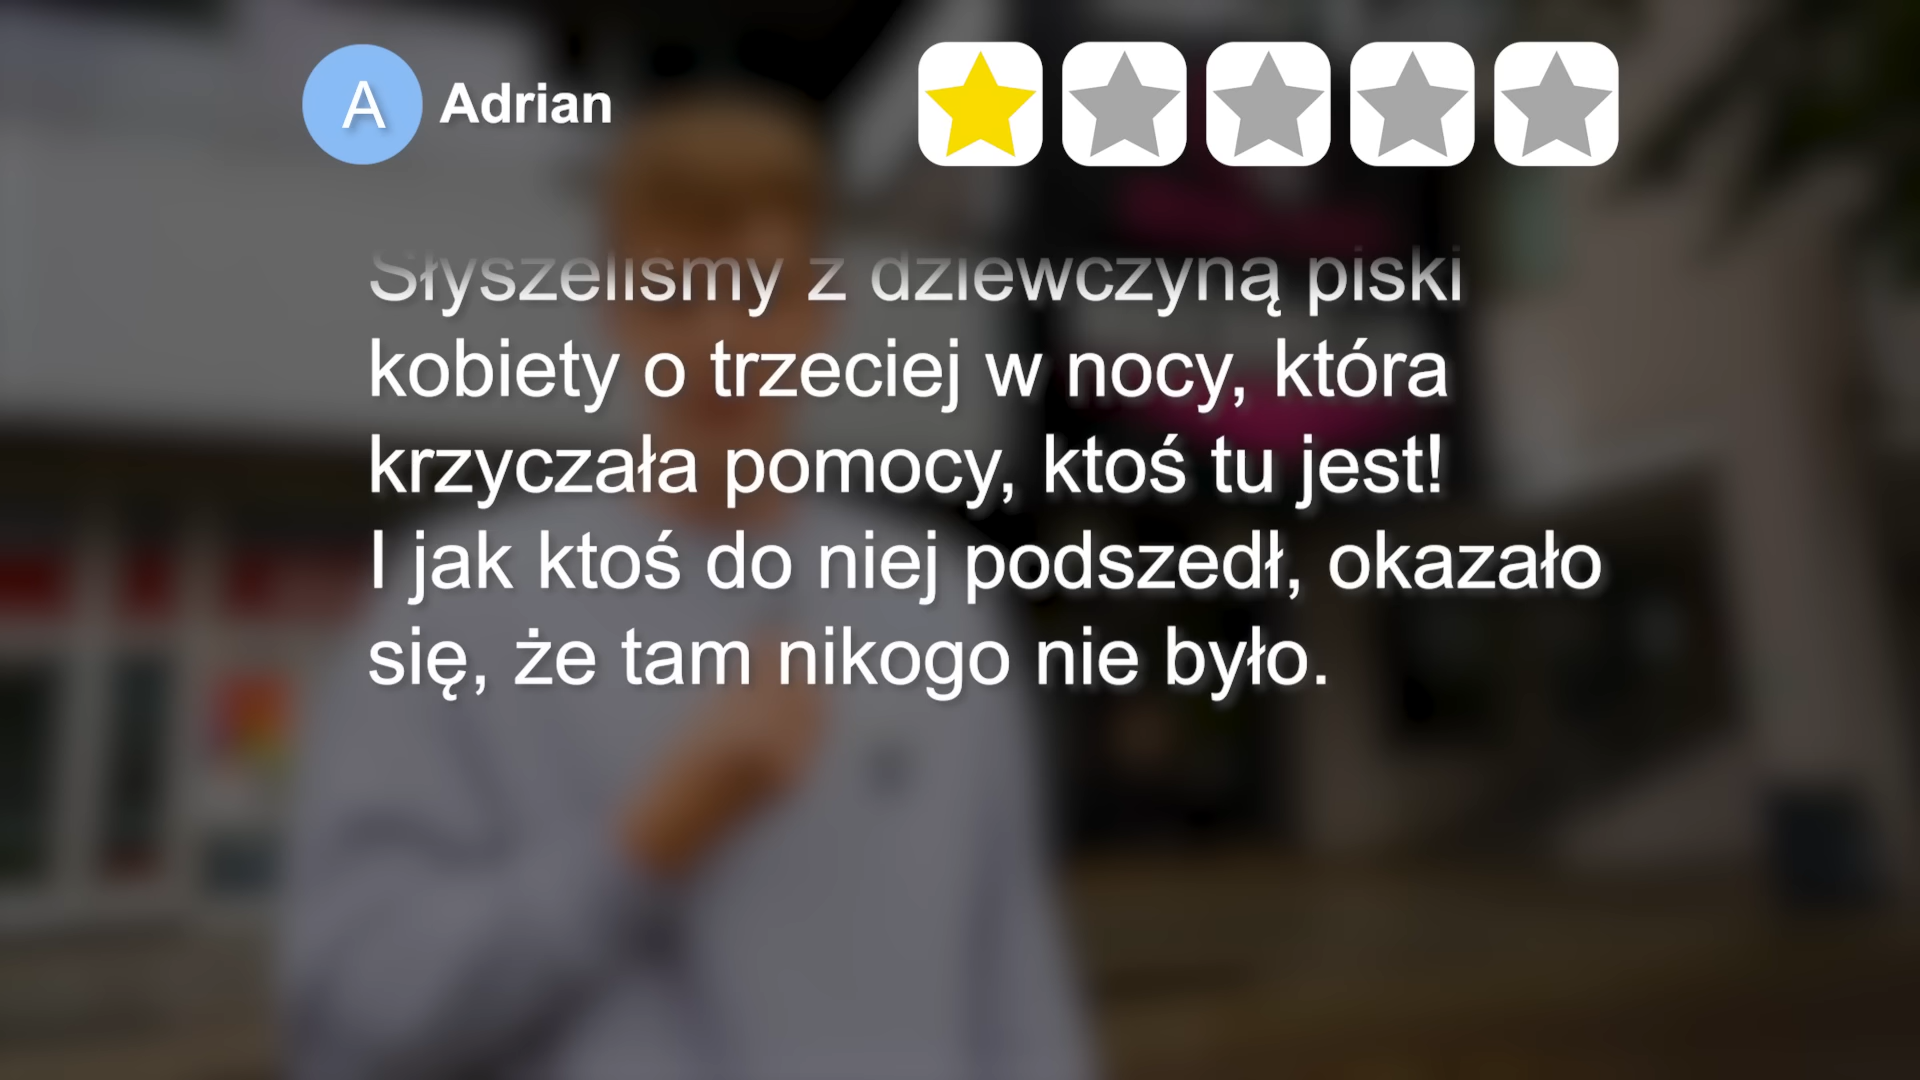 A
Adrian
Słyszeliśmy z dziewczyną piski
kobiety o trzeciej w nocy, która
krzyczała pomocy, ktoś tu jest!
I jak ktoś do niej podszedł, okazało
się, że tam nikogo nie było.